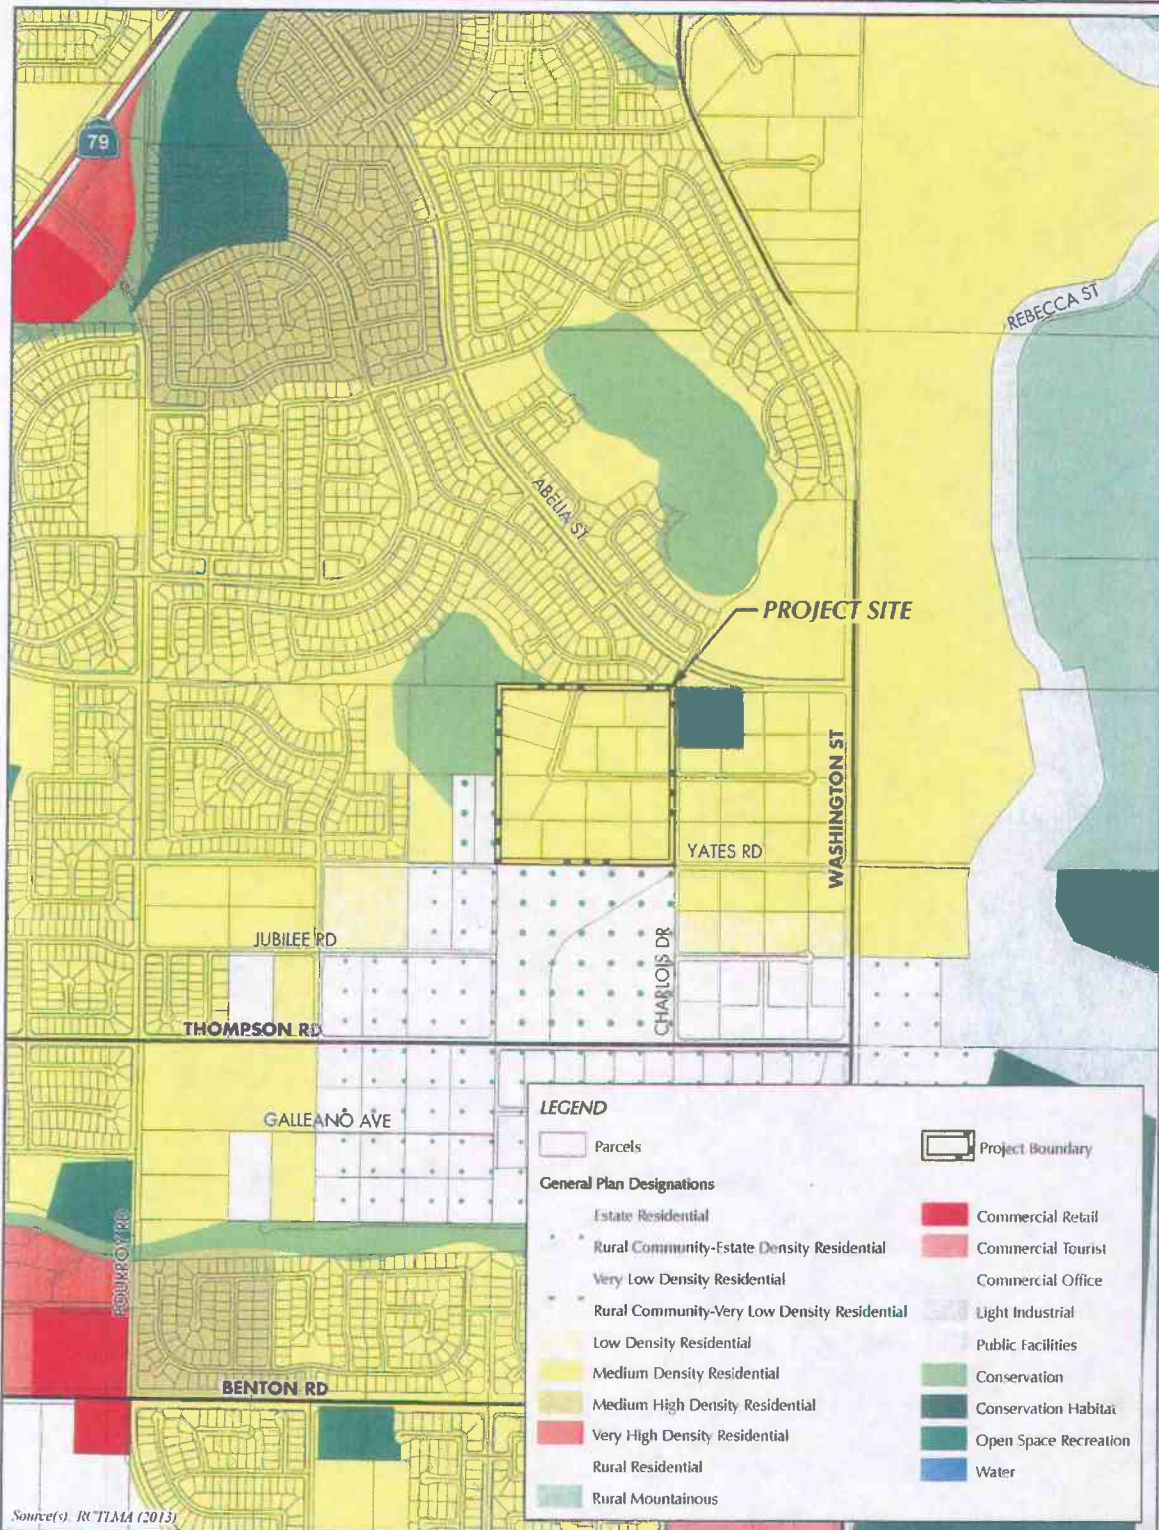 79
REBECCA ST
ABELIA ST
PROJECT SITE
WASHINGTON ST
YATES RD
JUBILEE RD
CHARLOIS DR
THOMPSON RD
GALLEANO AVE
POURROY RD
BENTON RD
LEGEND
Parcels
Project Boundary
General Plan Designations
Estate Residential
Rural Community-Estate Density Residential
Very Low Density Residential
Rural Community-Very Low Density Residential
Low Density Residential
Medium Density Residential
Medium High Density Residential
Very High Density Residential
Rural Residential
Rural Mountainous
Commercial Retail
Commercial Tourist
Commercial Office
Light Industrial
Public Facilities
Conservation
Conservation Habitat
Open Space Recreation
Water
Source(s): RCTLMA (2013)